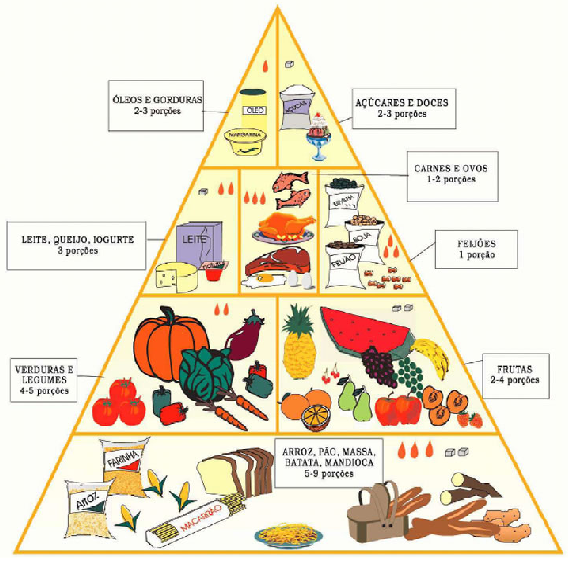 ÓLEOS E GORDURAS
2-3 porções
AÇÚCARES E DOCES
2-3 porções
ÓLEO
MARGARINA
CARNES E OVOS
1-2 porções
LEITE, QUEIJO, IOGURTE
3 porções
LEITE
SOJA
FEIJÃO
FEIJÕES
1 porção
VERDURAS E
LEGUMES
4-5 porções
FRUTAS
2-4 porções
ARROZ, PÃO, MASSA,
BATATA, MANDIOCA
5-9 porções
FARINHA
ARROZ
MACARRÃO